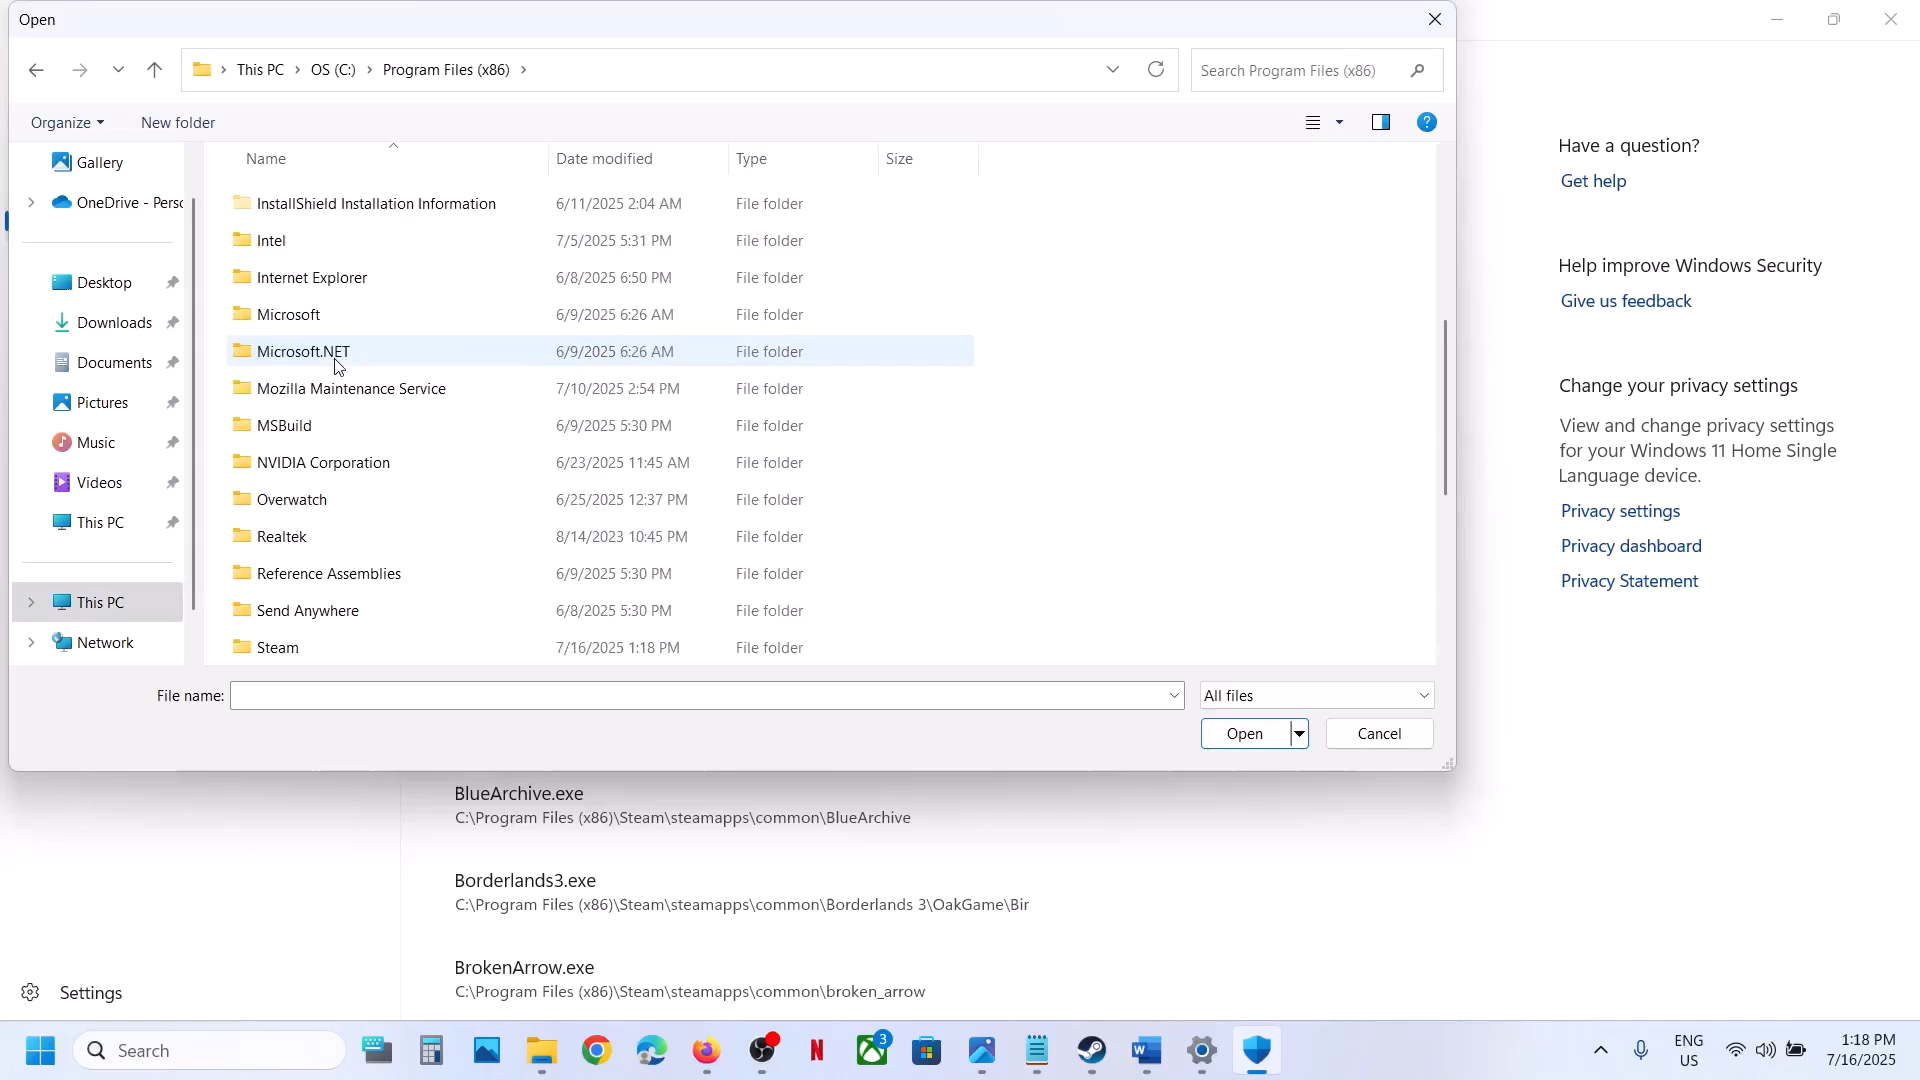 Open
This PC
OS (C:)
Program Files (x86)
Search Program Files (x86)
Organize
New folder
Gallery
OneDrive - Perso
Desktop
Downloads
Documents
Pictures
Music
Videos
This PC
This PC
Network
Name Date modified Type Size
InstallShield Installation Information 6/11/2025 2:04 AM File folder
Intel 7/5/2025 5:31 PM File folder
Internet Explorer 6/8/2025 6:50 PM File folder
Microsoft 6/9/2025 6:26 AM File folder
Microsoft.NET 6/9/2025 6:26 AM File folder
Mozilla Maintenance Service 7/10/2025 2:54 PM File folder
MSBuild 6/9/2025 5:30 PM File folder
NVIDIA Corporation 6/23/2025 11:45 AM File folder
Overwatch 6/25/2025 12:37 PM File folder
Realtek 8/14/2023 10:45 PM File folder
Reference Assemblies 6/9/2025 5:30 PM File folder
Send Anywhere 6/8/2025 5:30 PM File folder
Steam 7/16/2025 1:18 PM File folder
File name:
All files
Open
Cancel
Have a question?
Get help
Help improve Windows Security
Give us feedback
Change your privacy settings
View and change privacy settings
for your Windows 11 Home Single
Language device.
Privacy settings
Privacy dashboard
Privacy Statement
BlueArchive.exe
C:\Program Files (x86)\Steam\steamapps\common\BlueArchive
Borderlands3.exe
C:\Program Files (x86)\Steam\steamapps\common\Borderlands 3\OakGame\Bir
BrokenArrow.exe
C:\Program Files (x86)\Steam\steamapps\common\broken_arrow
Settings
Search
3
ENG
US
1:18 PM
7/16/2025